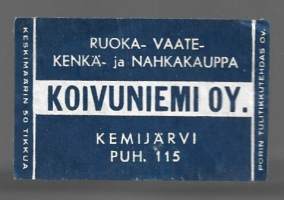 KESKIMÄÄRIN 50 TIKKUA
RUOKA- VAATE-
KENKÄ- ja NAHKAKAUPPA
KOIVUNIEMI OY.
KEMIJÄRVI
PUH. 115
PORIN TULITIKKUTEHDAS OY.